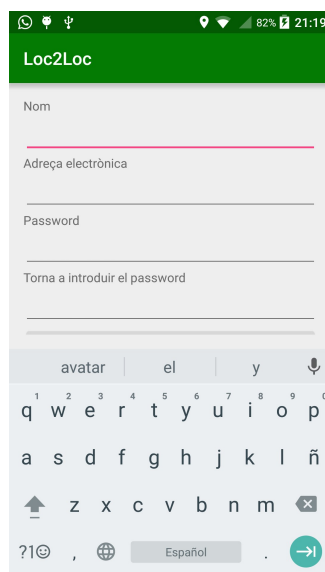 82% 21:19
Loc2Loc
Nom
Adreça electrònica
Password
Torna a introduir el password
avatar el y
1 2 3 4 5 6 7 8 9 0
q w e r t y u i o p
a s d f g h j k l ñ
z x c v b n m
?1☺ , Español .